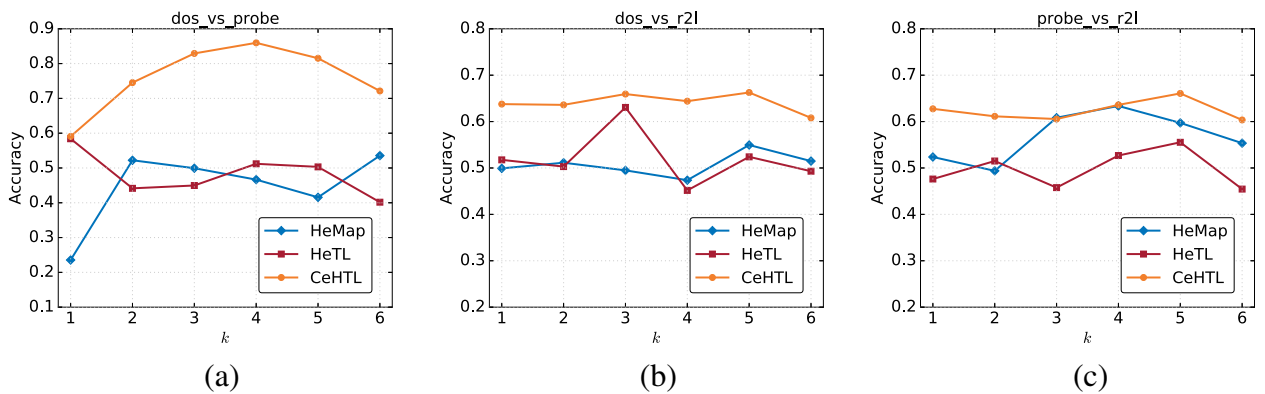 dos_vs_probe
0.9
0.8
0.7
0.6
0.5
0.4
0.3
0.2
0.1
Accuracy
HeMap
HeTL
CeHTL
1 2 3 4 5 6
k
(a)
dos_vs_r2l
0.8
0.7
0.6
0.5
0.4
0.3
0.2
Accuracy
HeMap
HeTL
CeHTL
1 2 3 4 5 6
k
(b)
probe_vs_r2l
0.8
0.7
0.6
0.5
0.4
0.3
0.2
Accuracy
HeMap
HeTL
CeHTL
1 2 3 4 5 6
k
(c)